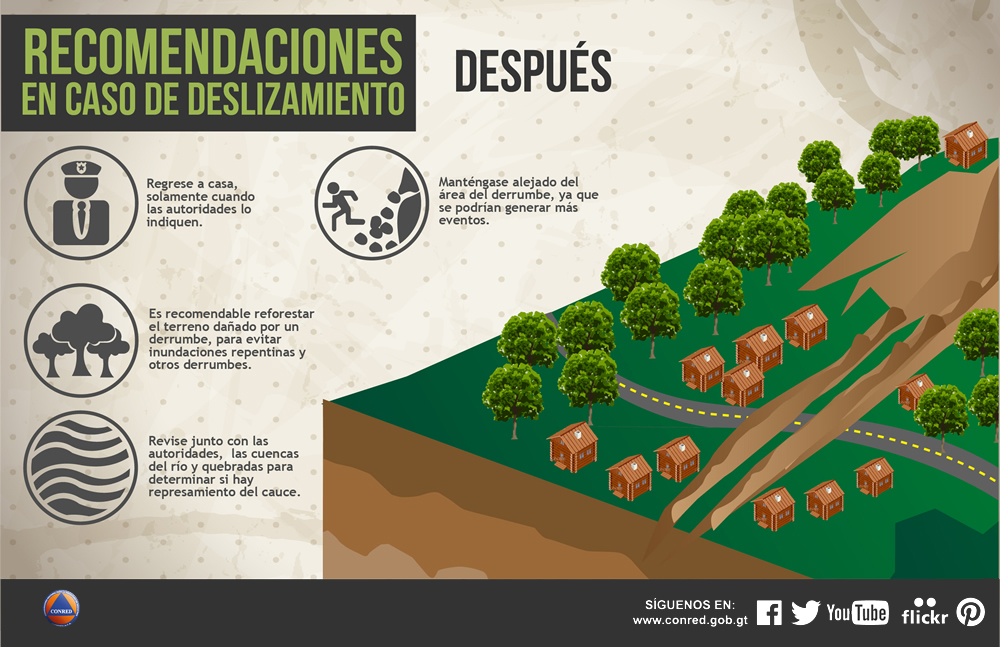 RECOMENDACIONES
EN CASO DE DESLIZAMIENTO
DESPUÉS
Regrese a casa,
solamente cuando
las autoridades lo
indiquen.
Manténgase alejado del
área del derrumbe, ya que
se podrían generar más
eventos.
Es recomendable reforestar
el terreno dañado por un
derrumbe, para evitar
inundaciones repentinas y
otros derrumbes.
Revise junto con las
autoridades, las cuencas
del río y quebradas para
determinar si hay
represamiento del cauce.
CONRED
SÍGUENOS EN:
www.conred.gob.gt
YouTube
flickr